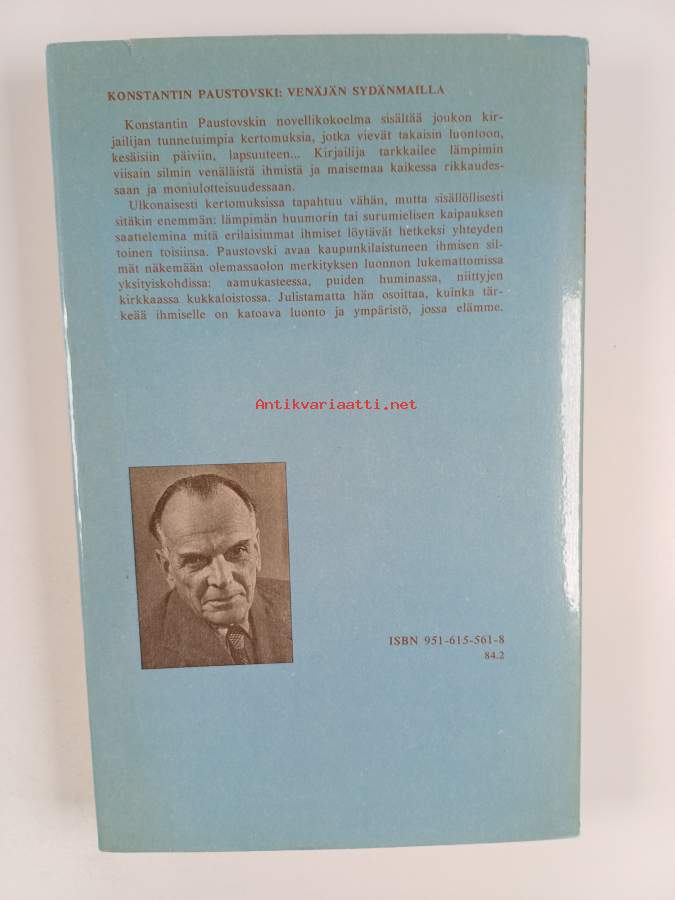 KONSTANTIN PAUSTOVSKI: VENÄJÄN SYDÄNMAILLA
Konstantin Paustovskin novellikokoelma sisältää joukon kir-
jailijan tunnetuimpia kertomuksia, jotka vievät takaisin luontoon,
kesäisiin päiviin, lapsuuteen... Kirjailija tarkkailee lämpimin
viisain silmin venäläistä ihmistä ja maisemaa kaikessa rikkaudes-
saan ja moniulotteisuudessaan.
Ulkonaisesti kertomuksissa tapahtuu vähän, mutta sisällöllisesti
sitäkin enemmän: lämpimän huumorin tai surumielisen kaipauksen
saattelemina mitä erilaisimmat ihmiset löytävät hetkeksi yhteyden
toinen toisiinsa. Paustovski avaa kaupunkilaistuneen ihmisen sil-
mät näkemään olemassaolon merkityksen luonnon lukemattomissa
yksityiskohdissa: aamukasteessa, puiden huminassa, niittyjen
kirkkaassa kukkaloistossa. Julistamatta hän osoittaa, kuinka tär-
keää ihmiselle on katoava luonto ja ympäristö, jossa elämme.
Antikvariaatti.net
ISBN 951-615-561-8
84.2